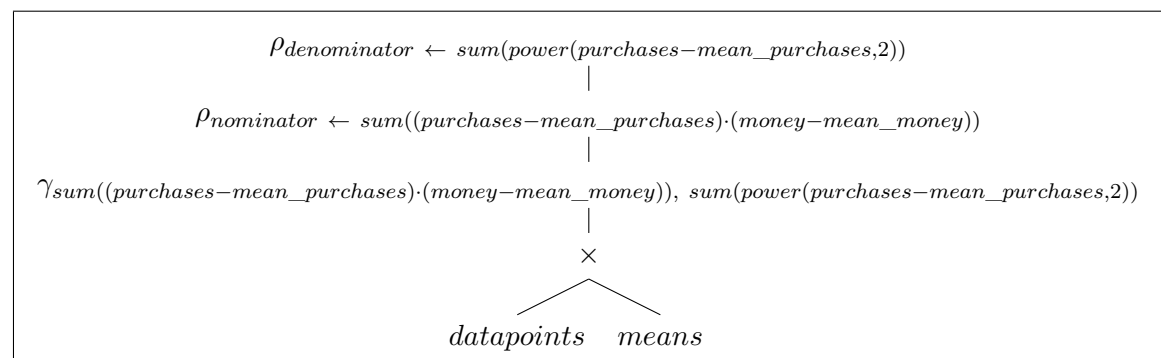 ρdenominator ← sum(power(purchases−mean_purchases,2))
ρnominator ← sum((purchases−mean_purchases)·(money−mean_money))
γsum((purchases−mean_purchases)·(money−mean_money)), sum(power(purchases−mean_purchases,2))
×
datapoints means